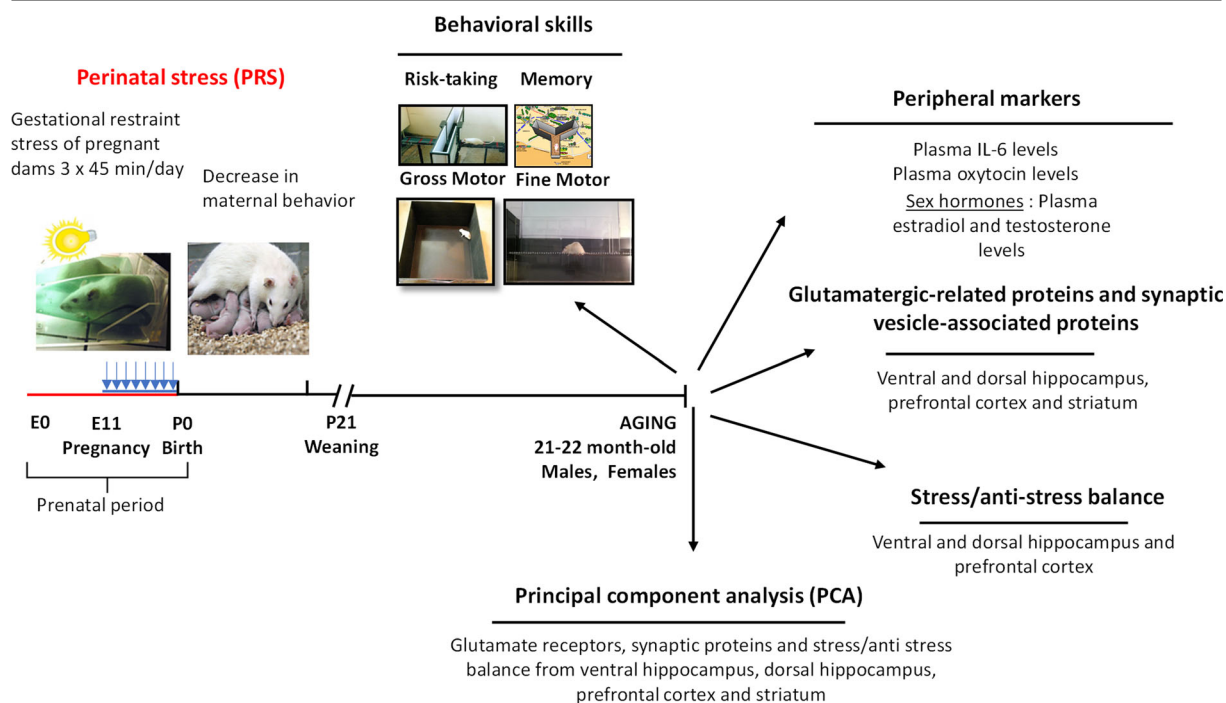 Behavioral skills
Perinatal stress (PRS)
Risk-taking
Memory
Gestational restraint
stress of pregnant
dams 3 x 45 min/day
Decrease in
maternal behavior
Gross Motor
Fine Motor
Peripheral markers
Plasma IL-6 levels
Plasma oxytocin levels
Sex hormones : Plasma
estradiol and testosterone
levels
Glutamatergic-related proteins and synaptic
vesicle-associated proteins
Ventral and dorsal hippocampus,
prefrontal cortex and striatum
E0
E11
Pregnancy
P0
Birth
P21
Weaning
AGING
21-22 month-old
Males, Females
Prenatal period
Stress/anti-stress balance
Ventral and dorsal hippocampus and
prefrontal cortex
Principal component analysis (PCA)
Glutamate receptors, synaptic proteins and stress/anti stress
balance from ventral hippocampus, dorsal hippocampus,
prefrontal cortex and striatum